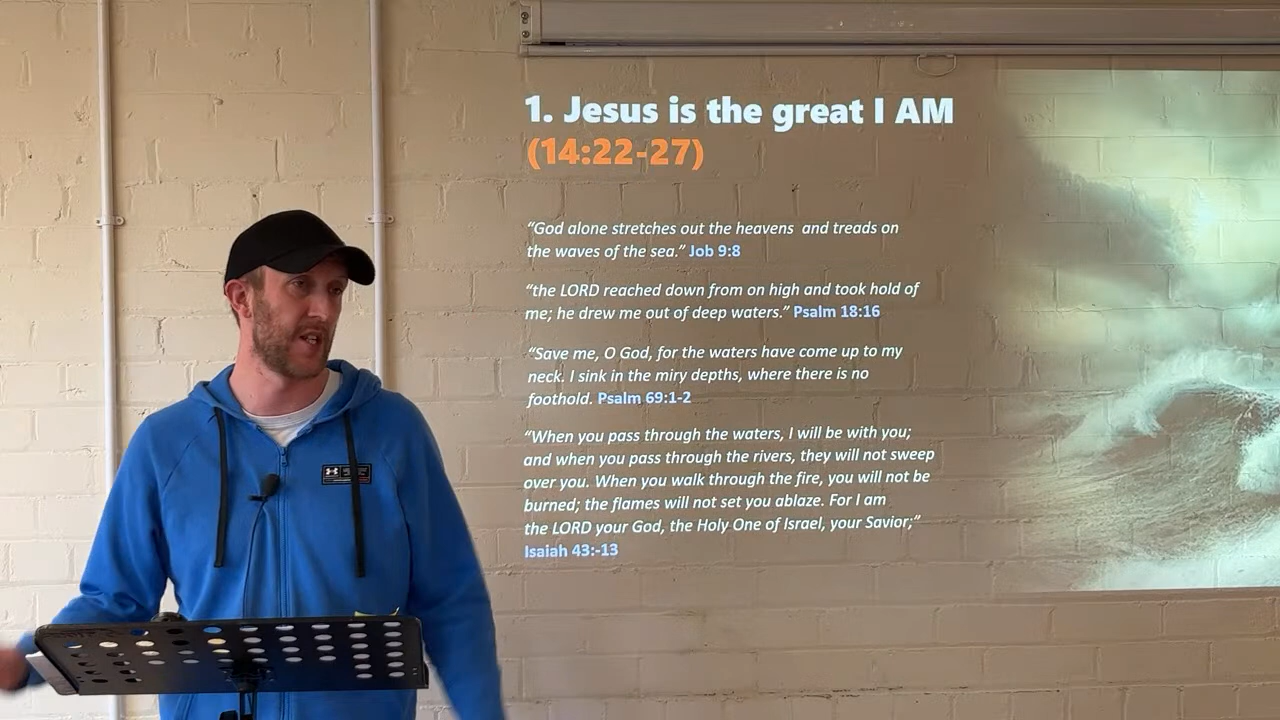 1. Jesus is the great I AM
(14:22-27)
“God alone stretches out the heavens and treads on
the waves of the sea.” Job 9:8
“the LORD reached down from on high and took hold of
me; he drew me out of deep waters.” Psalm 18:16
“Save me, O God, for the waters have come up to my
neck. I sink in the miry depths, where there is no
foothold. Psalm 69:1-2
“When you pass through the waters, I will be with you;
and when you pass through the rivers, they will not sweep
over you. When you walk through the fire, you will not be
burned; the flames will not set you ablaze. For I am
the LORD your God, the Holy One of Israel, your Savior;”
Isaiah 43:-13